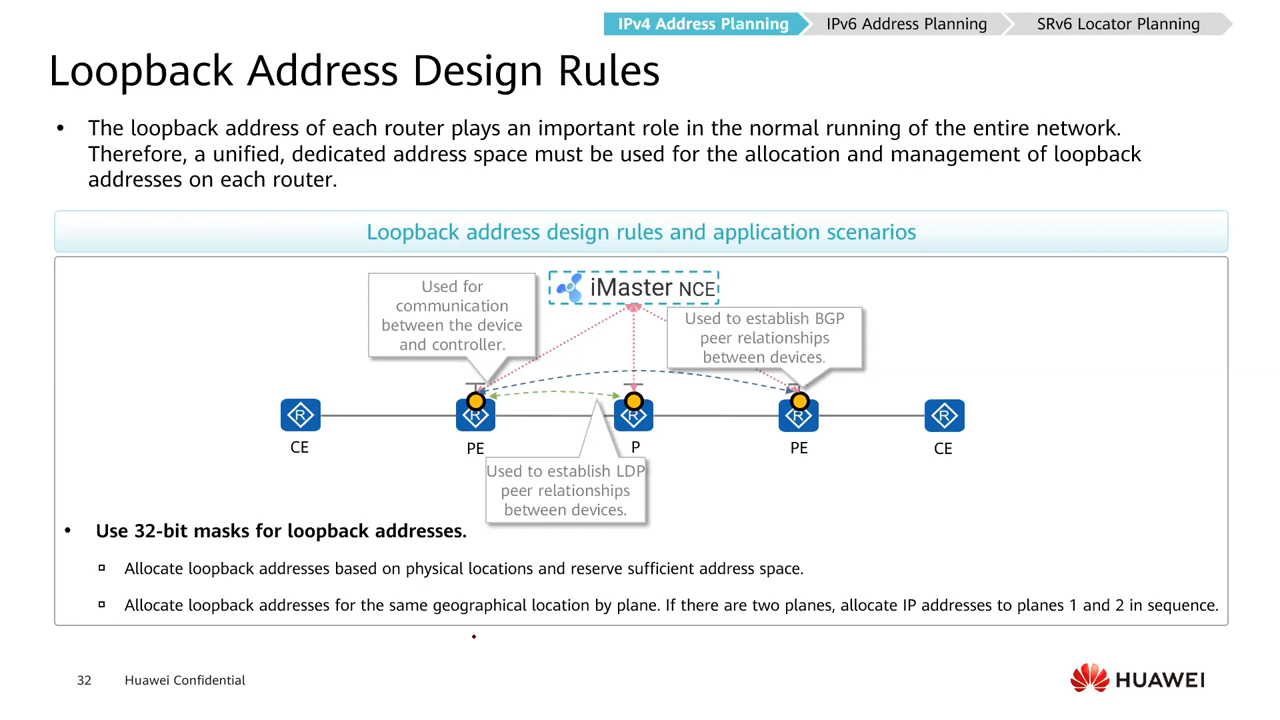 IPv4 Address Planning
IPv6 Address Planning
SRv6 Locator Planning
Loopback Address Design Rules
• The loopback address of each router plays an important role in the normal running of the entire network.
Therefore, a unified, dedicated address space must be used for the allocation and management of loopback
addresses on each router.
Loopback address design rules and application scenarios
Used for
communication
between the device
and controller.
iMaster NCE
Used to establish BGP
peer relationships
between devices.
R
R
R
R
R
CE
PE
P
PE
CE
Used to establish LDP
peer relationships
between devices.
• Use 32-bit masks for loopback addresses.
Allocate loopback addresses based on physical locations and reserve sufficient address space.
Allocate loopback addresses for the same geographical location by plane. If there are two planes, allocate IP addresses to planes 1 and 2 in sequence.
32
Huawei Confidential
HUAWEI